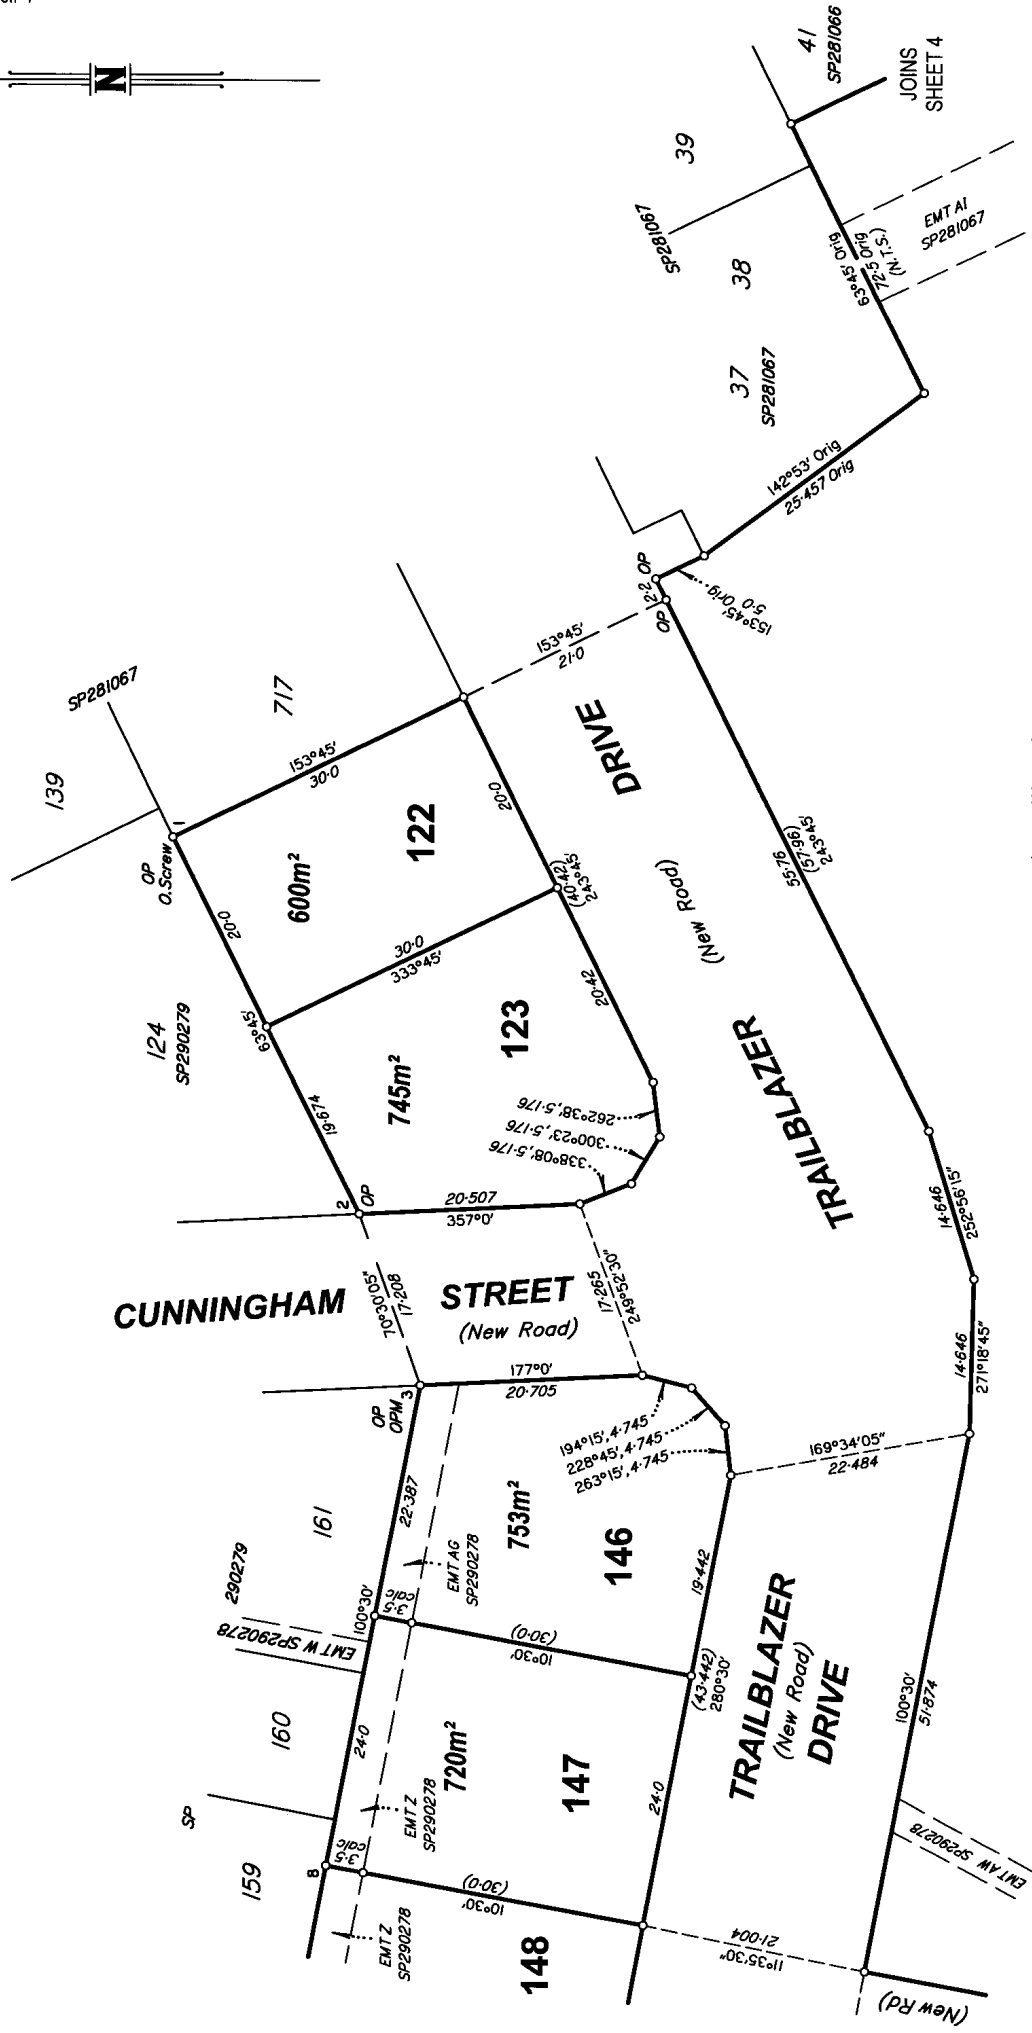 N
41
SP281066
JOINS
SHEET 4
39
SP281067
38
37
SP281067
63°45' Orig
72·5 Orig
(N.T.S.)
EMT AI
SP281067
142°53' Orig
25·457 Orig
153°45' Orig
5·0
OP
2·2
OP
153°45'
21·0
139
SP281067
717
OP
O.Screw
1
153°45'
30·0
20·0
600m²
122
20·0
(40·42)
243°45'
30·0
333°45'
124
SP290279
63°45'
19·674
745m²
123
20·42
262°38', 5·176
300°23', 5·176
338°08', 5·176
2
OP
20·507
357°0'
DRIVE
(New Road)
TRAILBLAZER
55·76
(57·96)
243°45'
14·646
252°56'15"
14·646
271°18'45"
CUNNINGHAM
STREET
(New Road)
70°30'05"
17·208
17·265
249°52'30"
OP
OPM
3
177°0'
20·705
194°15', 4·745
228°45', 4·745
263°15', 4·745
169°34'05"
22·484
161
22·387
100°30'
3·5
calc
EMT AG
SP290278
753m²
146
19·442
290279
EMT W SP290278
160
SP
159
24·0
(30·0)
10°30'
720m²
147
EMT Z
SP290278
8
3·5
calc
(30·0)
10°30'
EMT Z
SP290278
148
24·0
(43·442)
280°30'
TRAILBLAZER
(New Road)
DRIVE
100°30'
51·874
EMT AW SP290278
21·004
11°35'30"
(New Rd)